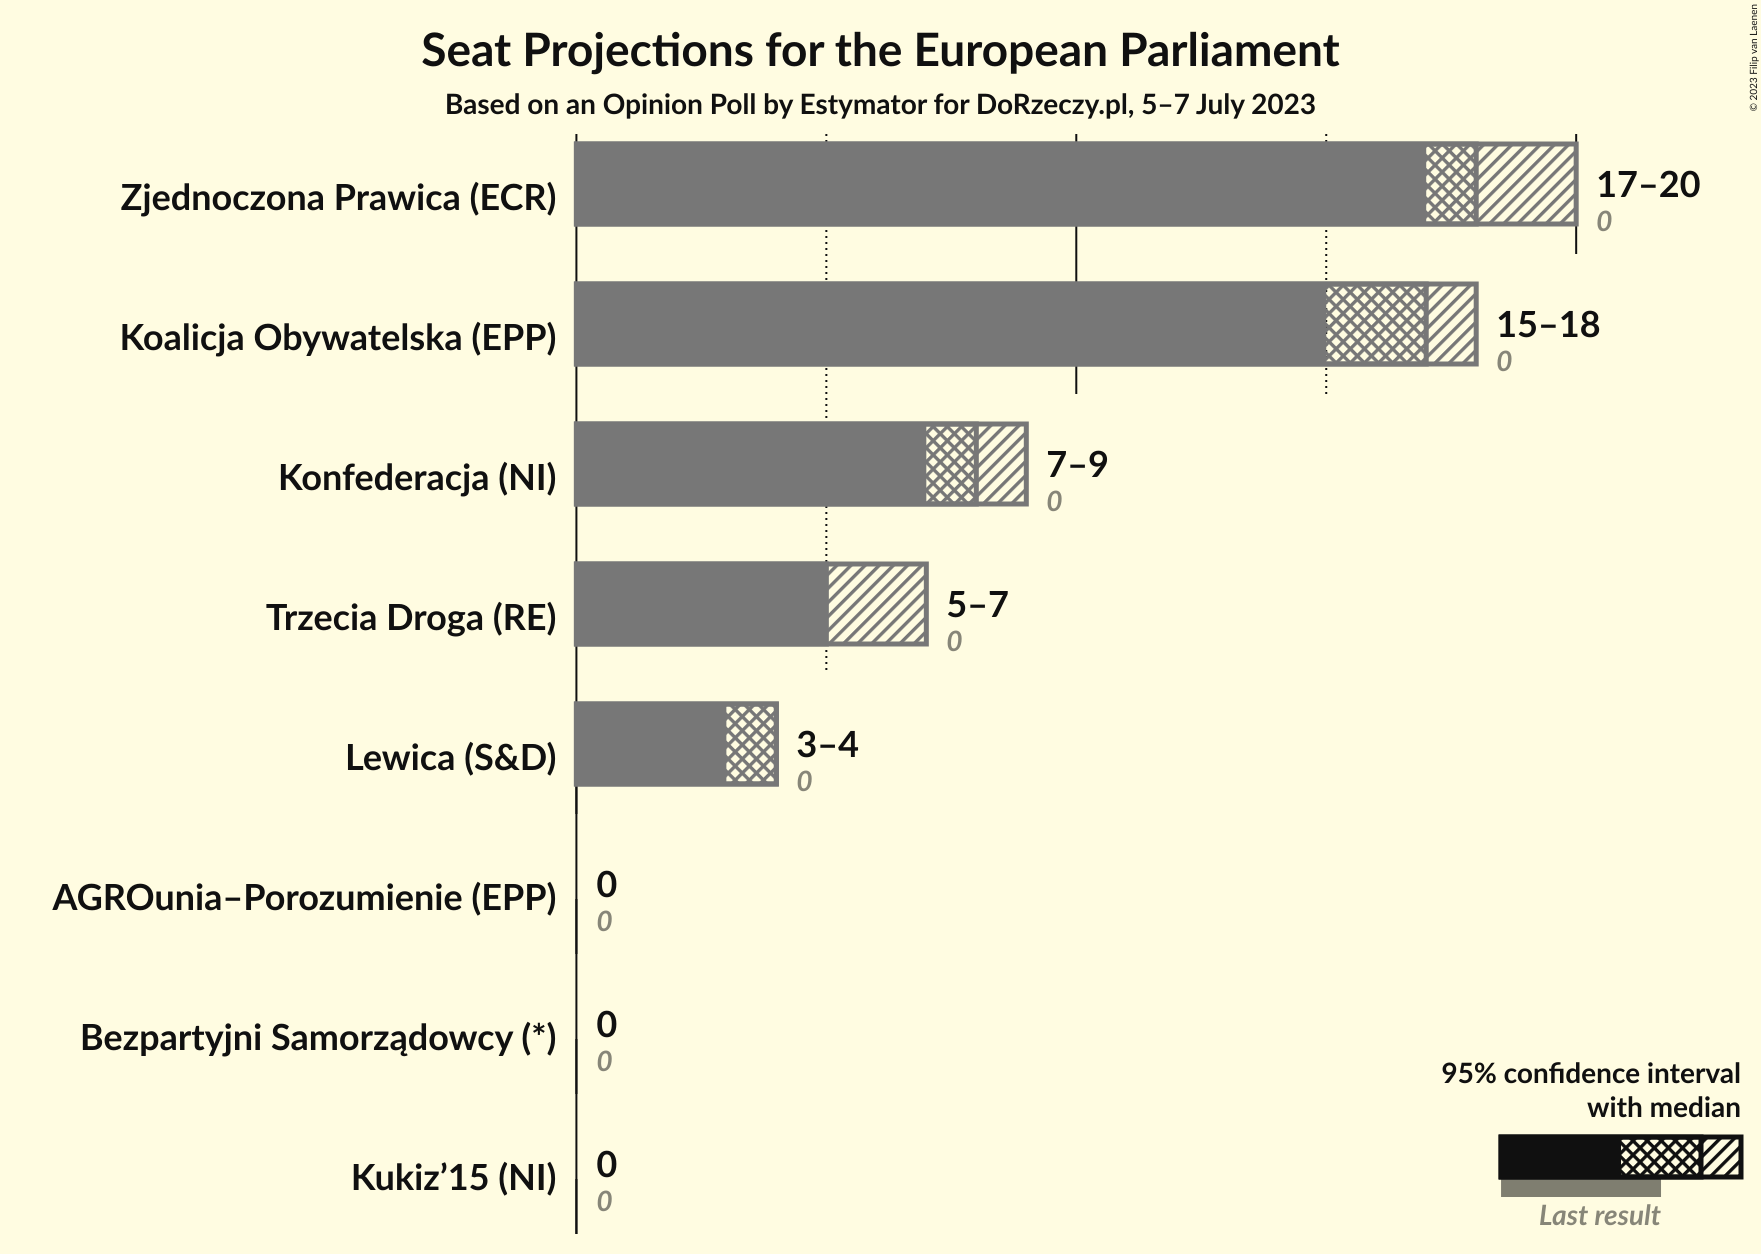 Seat Projections for the European Parliament
Based on an Opinion Poll by Estymator for DoRzeczy.pl, 5–7 July 2023
© 2023 Filip van Laenen
Zjednoczona Prawica (ECR)
17–20
0
Koalicja Obywatelska (EPP)
15–18
0
Konfederacja (NI)
7–9
0
Trzecia Droga (RE)
5–7
0
Lewica (S&D)
3–4
0
AGROunia–Porozumienie (EPP)
0
0
Bezpartyjni Samorządowcy (*)
0
0
Kukiz’15 (NI)
0
0
95% confidence interval
with median
Last result